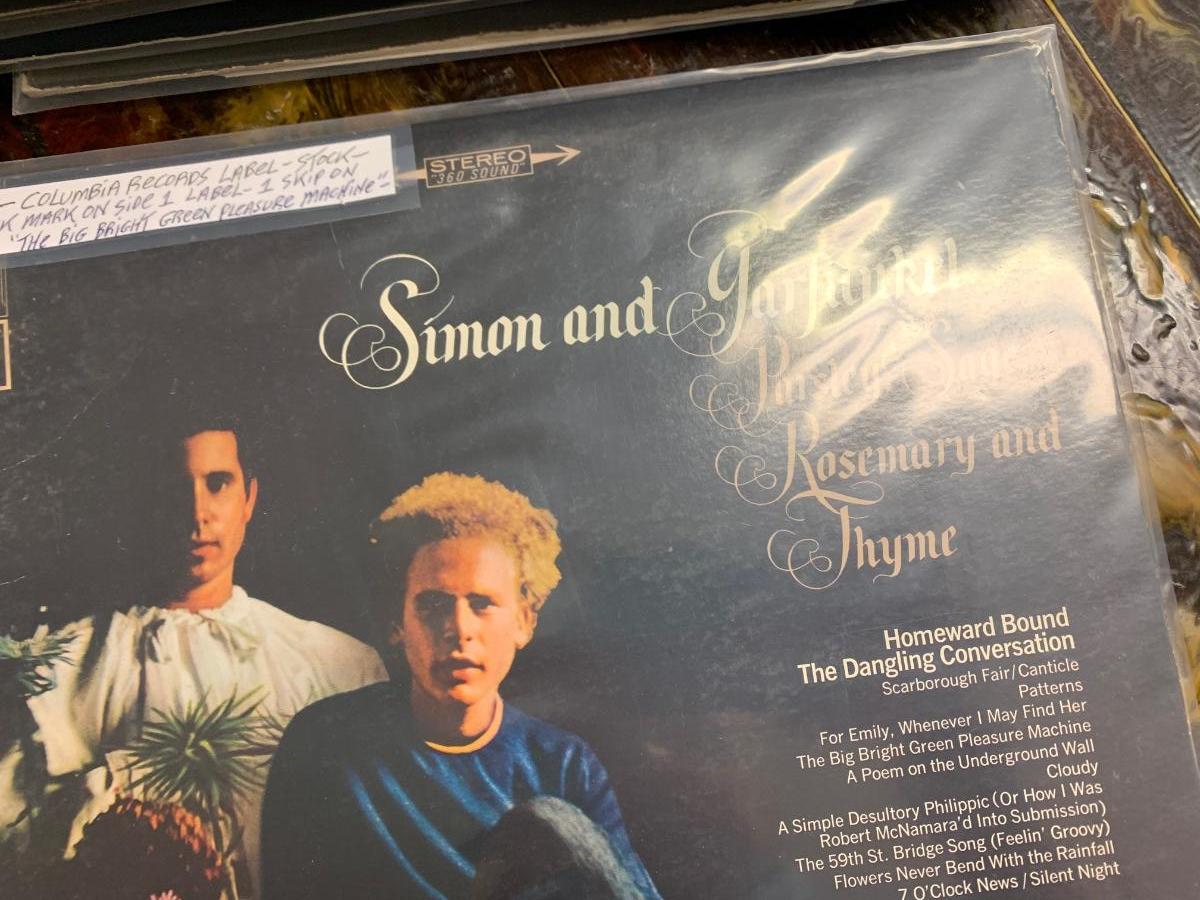 - COLUMBIA RECORDS LABEL - STOCK -
K MARK ON SIDE 1 LABEL - 1 SKIP ON
"THE BIG BRIGHT GREEN PLEASURE MACHINE" -
STEREO
"360 SOUND"
Simon and Garfunkel
Parsley, Sage,
Rosemary and
Thyme
Homeward Bound
The Dangling Conversation
Scarborough Fair/Canticle
Patterns
For Emily, Whenever I May Find Her
The Big Bright Green Pleasure Machine
A Poem on the Underground Wall
Cloudy
A Simple Desultory Philippic (Or How I Was
Robert McNamara'd Into Submission)
The 59th St. Bridge Song (Feelin' Groovy)
Flowers Never Bend With the Rainfall
7 O'Clock News / Silent Night